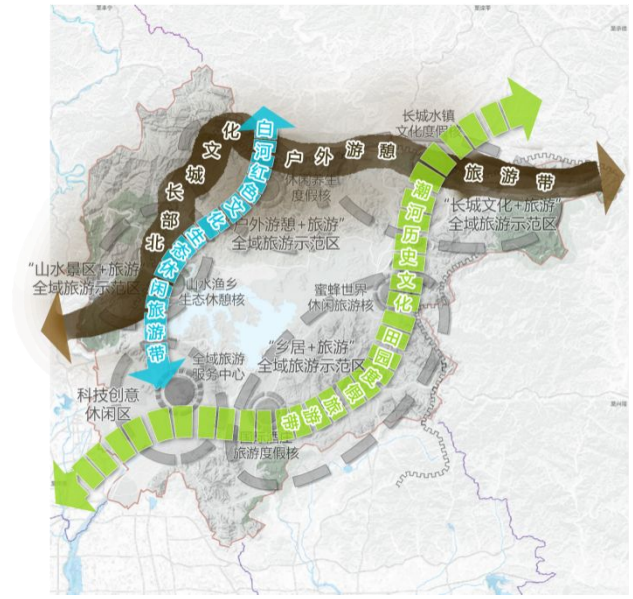 长城水镇
文化度假核
北部长城文化户外游憩旅游带
白河红色文化生态休闲旅游带
潮河历史文化田园度假旅游带
度假核
户外游憩+旅游”
全域旅游示范区
“长城文化+旅游”
全域旅游示范区
“山水景区+旅游
全域旅游示范区
山水渔乡
生态休憩核
蜜蜂世界
休闲旅游核
“乡居+旅游”
全域旅游示范区
全域旅游
服务中心
科技创意
休闲区
旅游度假核